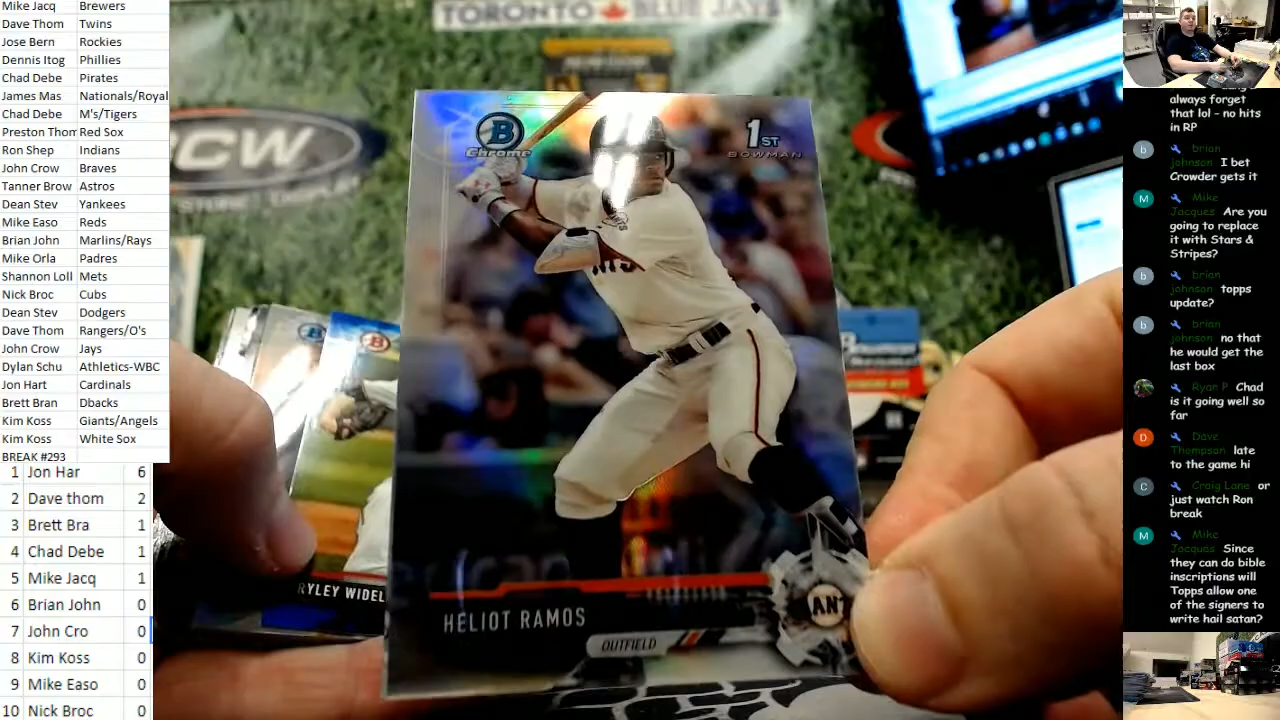 Mike Jacq Brewers
Dave Thom Twins
Jose Bern Rockies
Dennis Itog Phillies
Chad Debe Pirates
James Mas Nationals/Royal
Chad Debe M's/Tigers
Preston Thom Red Sox
Ron Shep Indians
John Crow Braves
Tanner Brow Astros
Dean Stev Yankees
Mike Easo Reds
Brian John Marlins/Rays
Mike Orla Padres
Shannon Loll Mets
Nick Broc Cubs
Dean Stev Dodgers
Dave Thom Rangers/O's
John Crow Jays
Dylan Schu Athletics-WBC
Jon Hart Cardinals
Brett Bran Dbacks
Kim Koss Giants/Angels
Kim Koss White Sox
BREAK #293
1 Jon Har 6
2 Dave thom 2
3 Brett Bra 1
4 Chad Debe 1
5 Mike Jacq 1
6 Brian John 0
7 John Cro 0
8 Kim Koss 0
9 Mike Easo 0
10 Nick Broc 0
TORONTO BLUE JAYS
B
Chrome
1ST
BOWMAN
RYLEY WIDEL
HELIOT RAMOS
OUTFIELD
always forget
that lol - no hits
in RP
brian
johnson I bet
Crowder gets it
Mike
Jacques Are you
going to replace
it with Stars &
Stripes?
brian
johnson topps
update?
brian
johnson no that
he would get the
last box
Ryan P Chad
is it going well so
far
Dave
Thompson late
to the game hi
Craig Lane or
just watch Ron
break
Mike
Jacques Since
they can do bible
inscriptions will
Topps allow one
of the signers to
write hail satan?